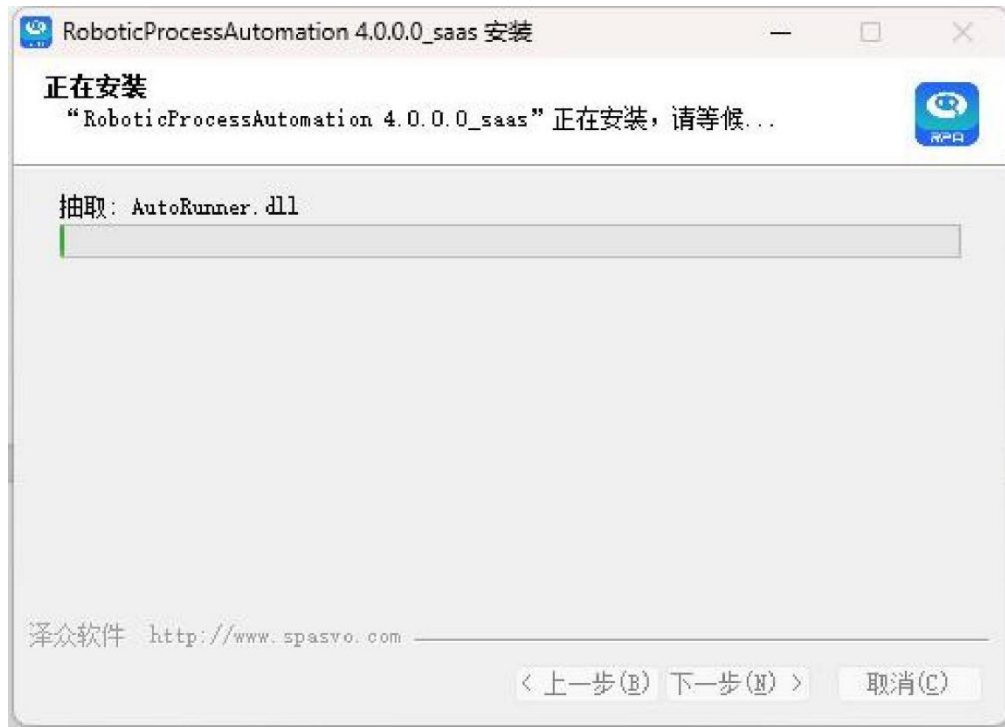 RoboticProcessAutomation 4.0.0.0_saas 安装
正在安装
“RoboticProcessAutomation 4.0.0.0_saas”正在安装，请等候...
RPA
抽取: AutoRunner.dll
泽众软件 http://www.spasvo.com
< 上一步(B) 下一步(N) > 取消(C)